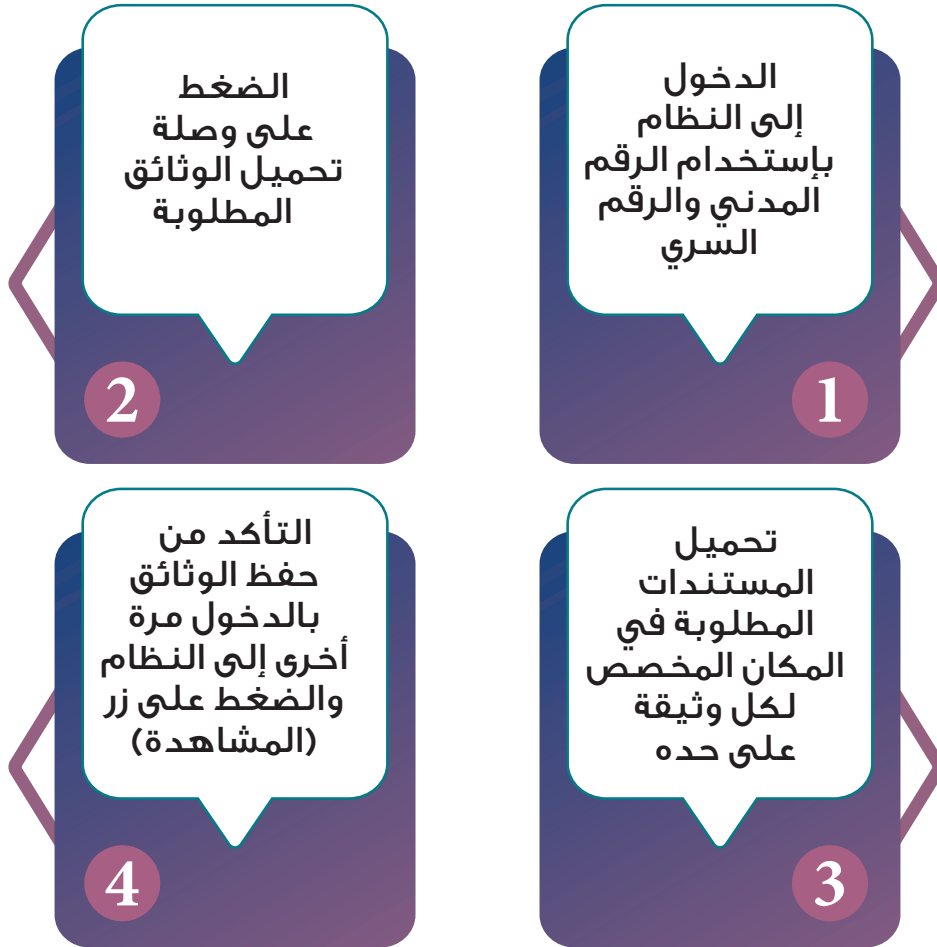 الدخول
إلى النظام
بإستخدام الرقم
المدني والرقم
السري
1
الضغط
على وصلة
تحميل الوثائق
المطلوبة
2
تحميل
المستندات
المطلوبة في
المكان المخصص
لكل وثيقة
على حده
3
التأكد من
حفظ الوثائق
بالدخول مرة
أخرى إلى النظام
والضغط على زر
(المشاهدة)
4